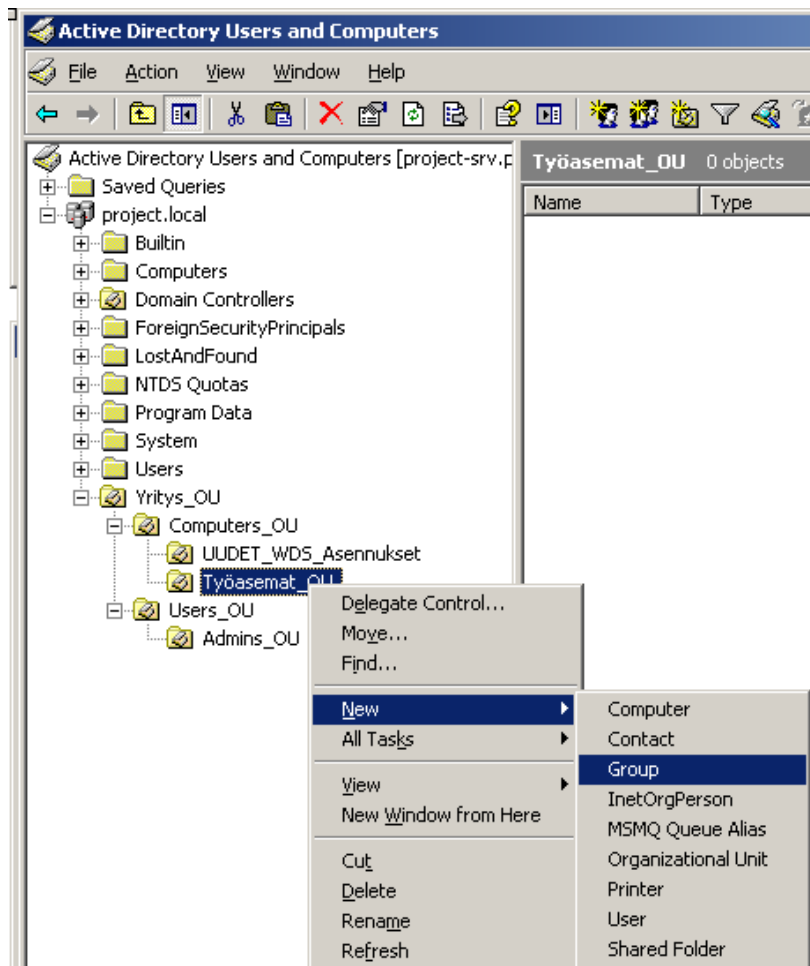 Active Directory Users and Computers
File Action View Window Help
Active Directory Users and Computers [project-srv.p
Saved Queries
project.local
Builtin
Computers
Domain Controllers
ForeignSecurityPrincipals
LostAndFound
NTDS Quotas
Program Data
System
Users
Yritys_OU
Computers_OU
UUDET_WDS_Asennukset
Työasemat_OU
Users_OU
Admins_OU
Työasemat_OU 0 objects
Name Type
Delegate Control...
Move...
Find...
New
All Tasks
View
New Window from Here
Cut
Delete
Rename
Refresh
Computer
Contact
Group
InetOrgPerson
MSMQ Queue Alias
Organizational Unit
Printer
User
Shared Folder